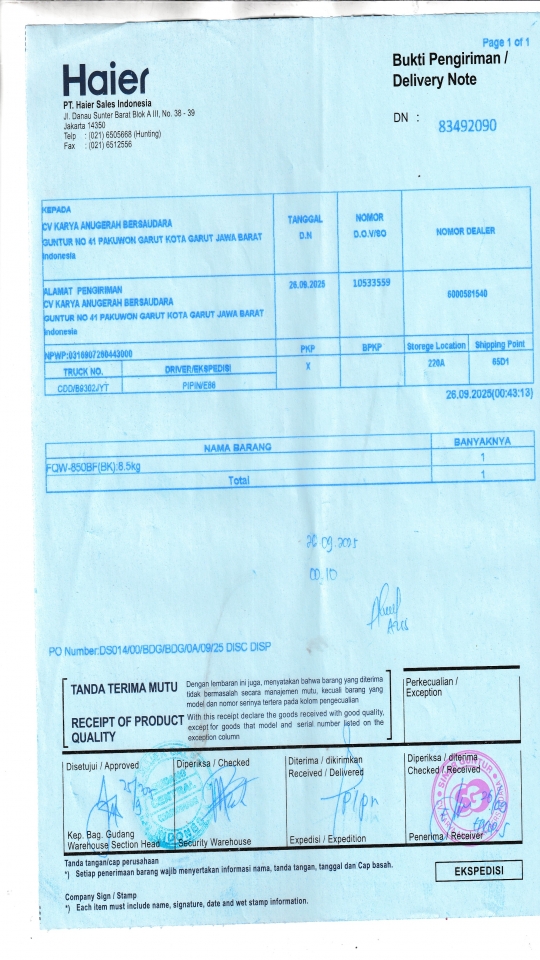 Page 1 of 1
Haier
Bukti Pengiriman /
Delivery Note
PT. Haier Sales Indonesia
Jl. Danau Sunter Barat Blok A III, No. 38 - 39
Jakarta 14350
Telp : (021) 6505668 (Hunting)
Fax : (021) 6512556
DN : 83492090
KEPADA
CV KARYA ANUGERAH BERSAUDARA
GUNTUR NO 41 PAKUWON GARUT KOTA GARUT JAWA BARAT
Indonesia
TANGGAL
D.N
NOMOR
D.O.V/SO
NOMOR DEALER
ALAMAT PENGIRIMAN
CV KARYA ANUGERAH BERSAUDARA
GUNTUR NO 41 PAKUWON GARUT KOTA GARUT JAWA BARAT
Indonesia
26.09.2025
10533559
6000581540
NPWP:0316907260443000
PKP
BPKP
Storege Location
Shipping Point
TRUCK NO.
DRIVER/EKSPEDISI
X
220A
65D1
CDD/B9302JYT
PIPIN/E86
26.09.2025(00:43:13)
NAMA BARANG
BANYAKNYA
FQW-850BF(BK):8.5kg
1
Total
1
26.09.2025
00.10
PO Number:DS014/00/BDG/BDG/0A/09/25 DISC DISP
TANDA TERIMA MUTU
Dengan lembaran ini juga, menyatakan bahwa barang yang diterima
tidak bermasalah secara manajemen mutu, kecuali barang yang
model dan nomor serinya tertera pada kolom pengecualian
RECEIPT OF PRODUCT
QUALITY
With this receipt declare the goods received with good quality,
except for goods that model and serial number listed on the
exception column
Perkecualian /
Exception
Disetujui / Approved
Diperiksa / Checked
Diterima / dikirimkan
Received / Delivered
Diperiksa / diterima
Checked / Received
Kep. Bag. Gudang
Warehouse Section Head
Security Warehouse
Expedisi / Expedition
Penerima / Receiver
Tanda tangan/cap perusahaan
*) Setiap penerimaan barang wajib menyertakan informasi nama, tanda tangan, tanggal dan Cap basah.
EKSPEDISI
Company Sign / Stamp
*) Each item must include name, signature, date and wet stamp information.